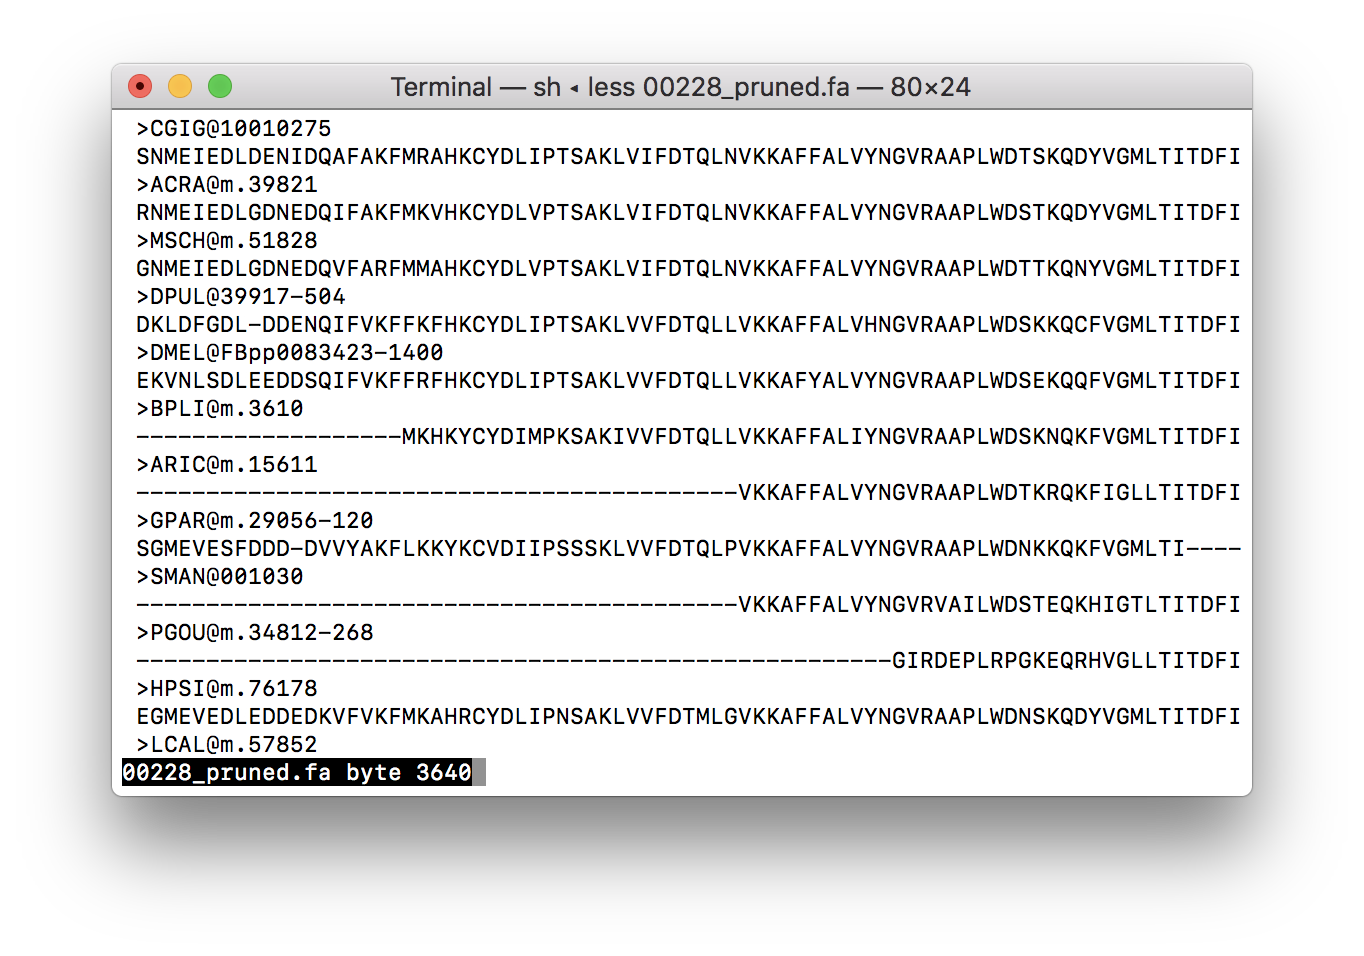 Terminal — sh ◂ less 00228_pruned.fa — 80×24
>CGIG@10010275
SNMEIEDLDENIDQAFAKFMRAHKCYDLIPTSAKLVIFDTQLNVKKAFFALVYNGVRAAPLWDTSKQDYVGMLTITDFI
>ACRA@m.39821
RNMEIEDLGDNEDQIFAKFMKVHKCYDLVPTSAKLVIFDTQLNVKKAFFALVYNGVRAAPLWDSTKQDYVGMLTITDFI
>MSCH@m.51828
GNMEIEDLGDNEDQVFARFMMAHKCYDLVPTSAKLVIFDTQLNVKKAFFALVYNGVRAAPLWDTTKQNYVGMLTITDFI
>DPUL@39917-504
DKLDFGDL-DDENQIFVKFFKFHKCYDLIPTSAKLVVFDTQLLVKKAFFALVHNGVRAAPLWDSKKQCFVGMLTITDFI
>DMEL@FBpp0083423-1400
EKVNLSDLEEDDSQIFVKFFRFHKCYDLIPTSAKLVVFDTQLLVKKAFYALVYNGVRAAPLWDSEKQQFVGMLTITDFI
>BPLI@m.3610
-------------------MKHKYCYDIMPKSAKIVVFDTQLLVKKAFFALIYNGVRAAPLWDSKNQKFVGMLTITDFI
>ARIC@m.15611
-------------------------------------------VKKAFFALVYNGVRAAPLWDTKRQKFIGLLTITDFI
>GPAR@m.29056-120
SGMEVESFDDD-DVVYAKFLKKYKCVDIIPSSSKLVVFDTQLPVKKAFFALVYNGVRAAPLWDNKKQKFVGMLTI----
>SMAN@001030
-------------------------------------------VKKAFFALVYNGVRVAILWDSTEQKHIGTLTITDFI
>PGOU@m.34812-268
------------------------------------------------------GIRDEPLRPGKEQRHVGLLTITDFI
>HPSI@m.76178
EGMEVEDLEDDEDKVFVKFMKAHRCYDLIPNSAKLVVFDTMLGVKKAFFALVYNGVRAAPLWDNSKQDYVGMLTITDFI
>LCAL@m.57852
00228_pruned.fa byte 3640